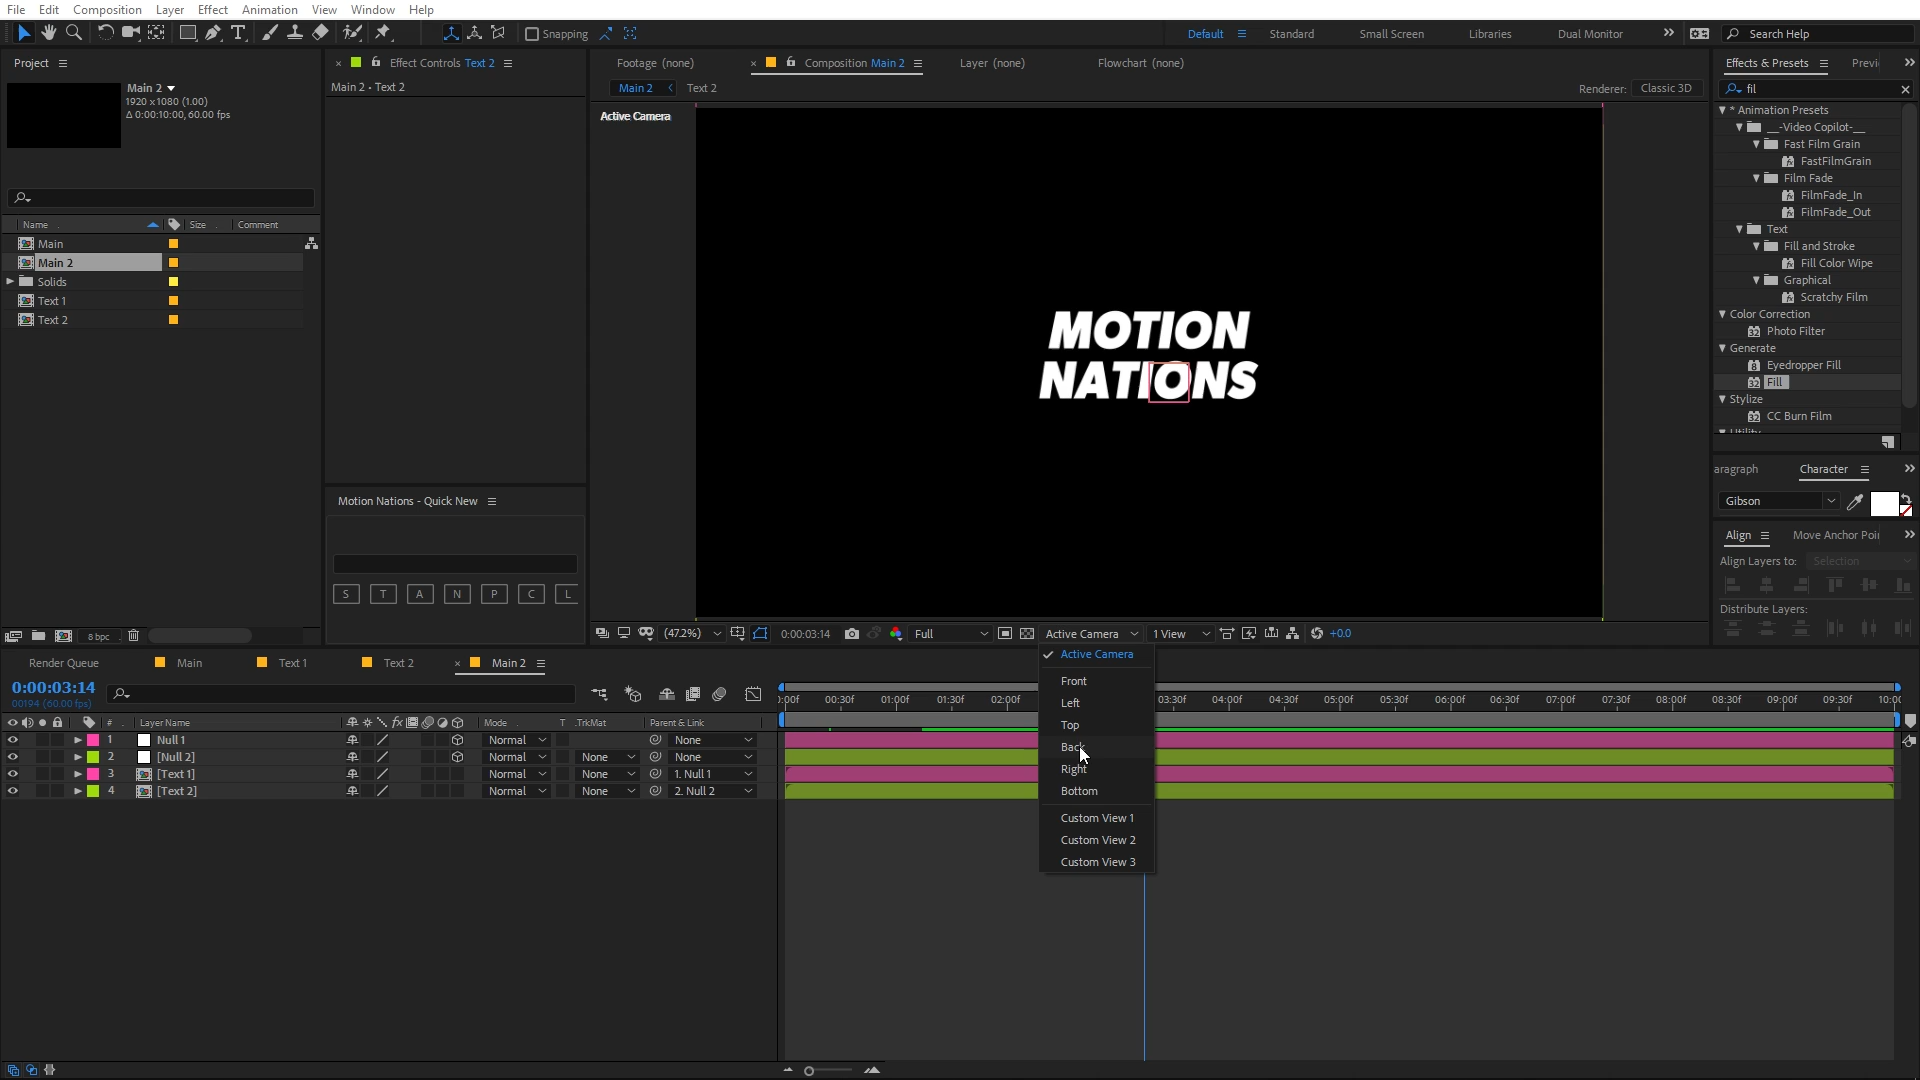 File Edit Composition Layer Effect Animation View Window Help
Snapping Default Standard Small Screen Libraries Dual Monitor Search Help
Project
Main 2
1920 x 1080 (1.00)
Δ 0:00:10:00, 60.00 fps
Name Size Comment
Main
Main 2
Solids
Text 1
Text 2
8 bpc
Effect Controls Text 2
Main 2 • Text 2
Motion Nations - Quick New
S T A N P C L
Footage (none) Composition Main 2 Layer (none) Flowchart (none)
Main 2 Text 2 Renderer: Classic 3D
Active Camera
MOTION
NATIONS
(47.2%) 0:00:03:14 Full Active Camera 1 View +0.0
Active Camera
Front
Left
Top
Back
Right
Bottom
Custom View 1
Custom View 2
Custom View 3
Effects & Presets Previ
fil
* Animation Presets
__-Video Copilot-__
Fast Film Grain
FastFilmGrain
Film Fade
FilmFade_In
FilmFade_Out
Text
Fill and Stroke
Fill Color Wipe
Graphical
Scratchy Film
Color Correction
Photo Filter
Generate
Eyedropper Fill
Fill
Stylize
CC Burn Film
Utility
aragraph Character
Gibson
Align Move Anchor Poi
Align Layers to: Selection
Distribute Layers:
Render Queue Main Text 1 Text 2 Main 2
0:00:03:14
00194 (60.00 fps)
# Layer Name Mode T .TrkMat Parent & Link
1 Null 1 Normal None
2 [Null 2] Normal None None
3 [Text 1] Normal None 1. Null 1
4 [Text 2] Normal None 2. Null 2
:00f 00:30f 01:00f 01:30f 02:00f 03:30f 04:00f 04:30f 05:00f 05:30f 06:00f 06:30f 07:00f 07:30f 08:00f 08:30f 09:00f 09:30f 10:00